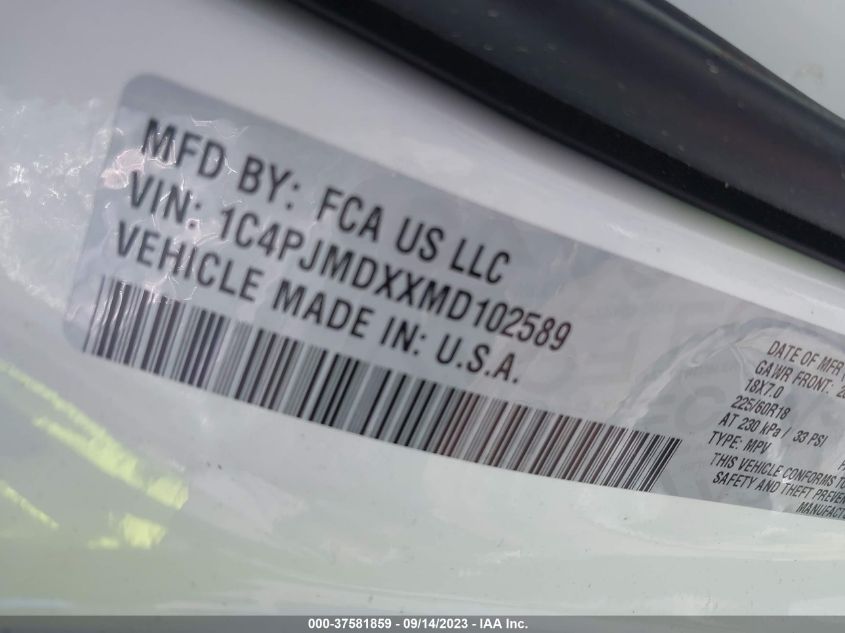 MFD BY: FCA US LLC
VIN: 1C4PJMDXXMD102589
VEHICLE MADE IN: U.S.A.
DATE OF MFR
GAWR FRONT:
18X7.0
225/60R18
AT 230 kPa / 33 PSI
TYPE: MPV
THIS VEHICLE CONFORMS TO
SAFETY AND THEFT
000-37581859 - 09/14/2023 - IAA Inc.